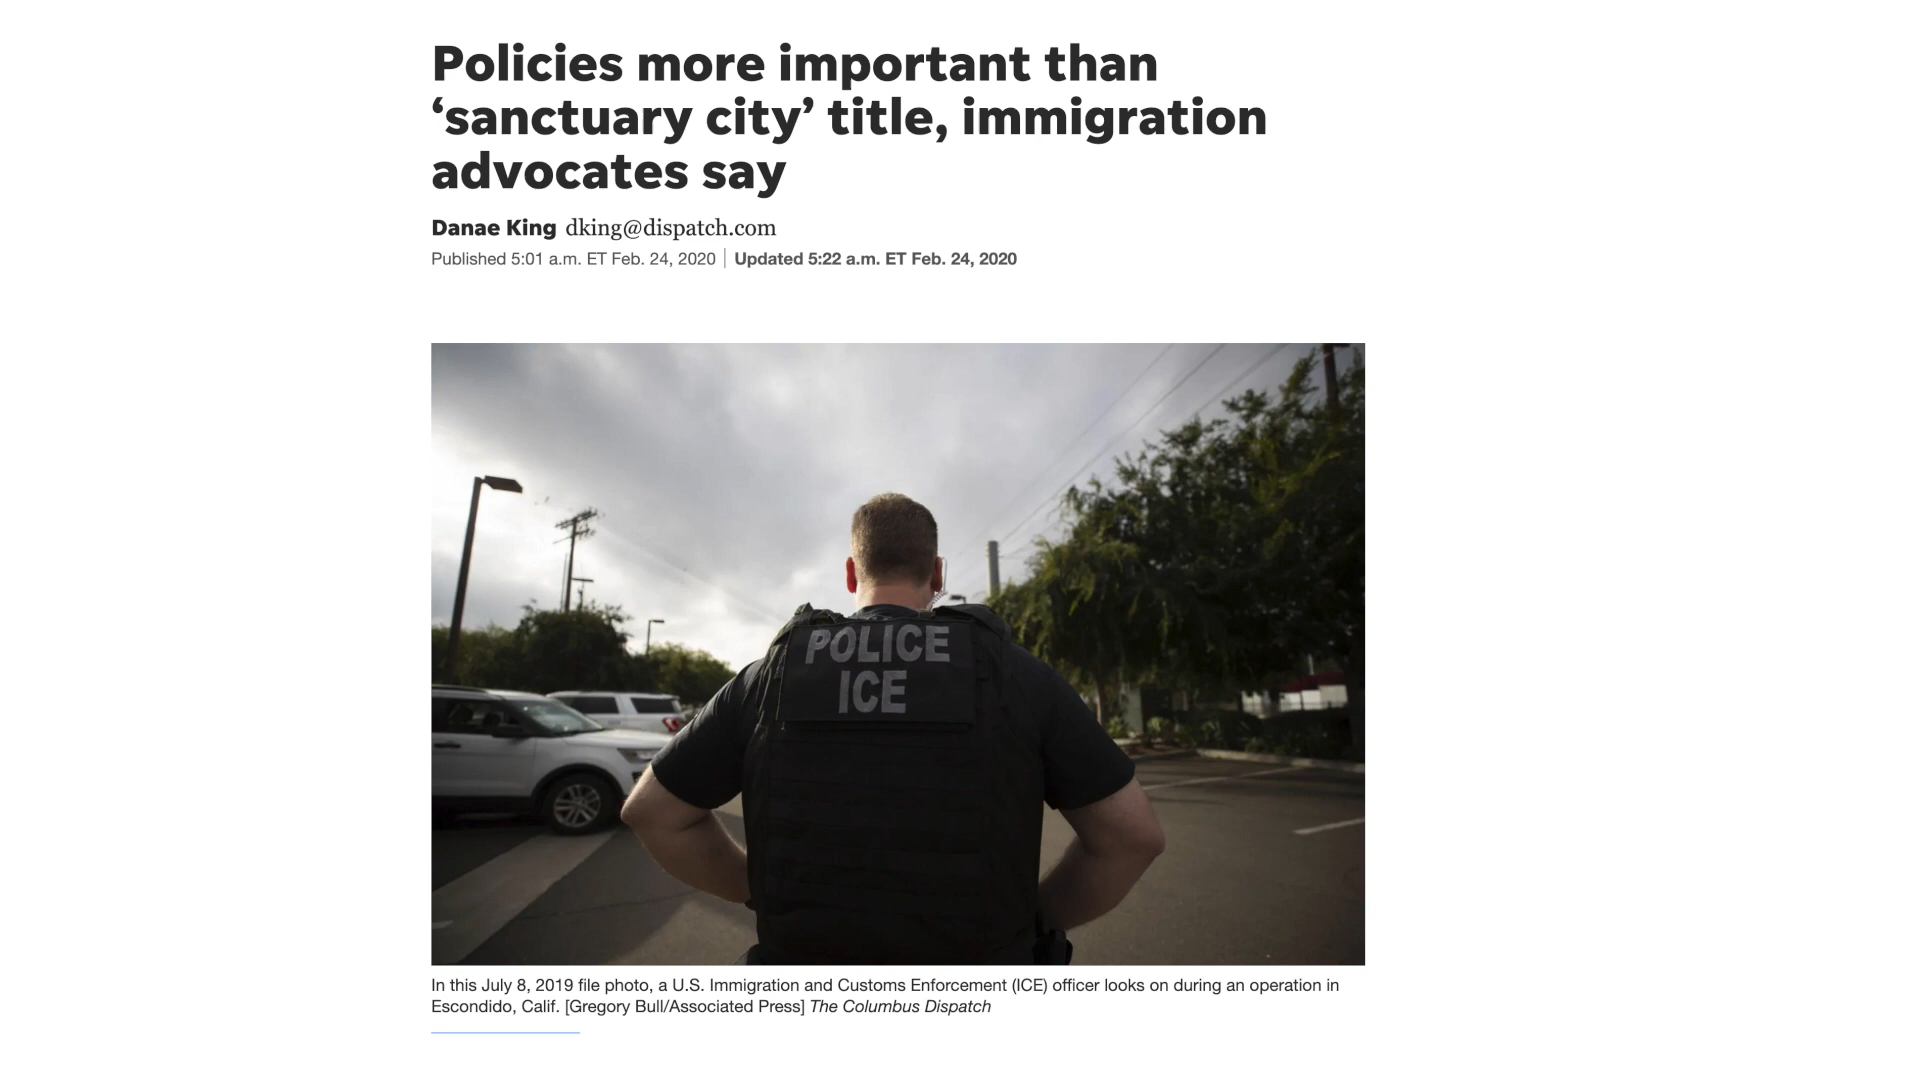 Policies more important than
‘sanctuary city’ title, immigration
advocates say
Danae King dking@dispatch.com
Published 5:01 a.m. ET Feb. 24, 2020 | Updated 5:22 a.m. ET Feb. 24, 2020
POLICE
ICE
In this July 8, 2019 file photo, a U.S. Immigration and Customs Enforcement (ICE) officer looks on during an operation in
Escondido, Calif. [Gregory Bull/Associated Press] The Columbus Dispatch